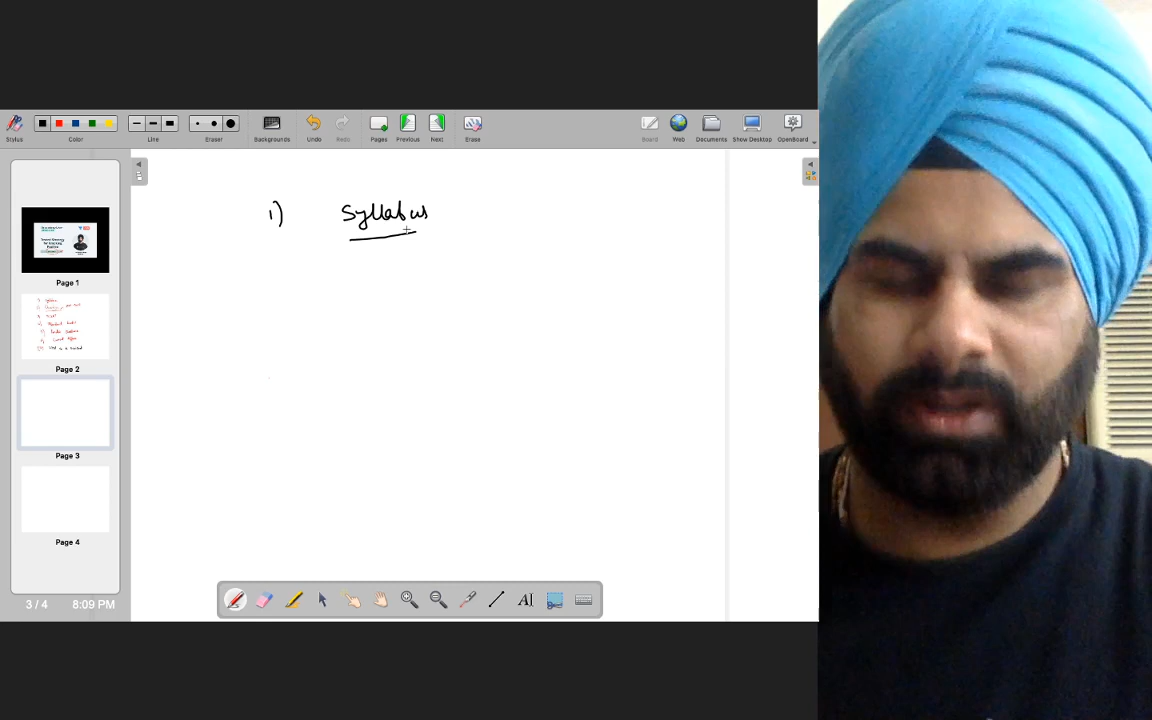 Stylus Color Line Eraser Backgrounds Undo Redo Pages Previous Next Erase Board Web Documents Show Desktop OpenBoard
1) Syllabus
Page 1
Page 2
Page 3
Page 4
3 / 4 8:09 PM